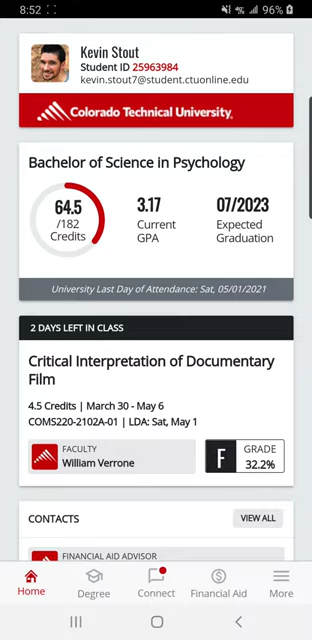 8:52 96%
Kevin Stout
Student ID 25963984
kevin.stout7@student.ctuonline.edu
Colorado Technical University
Bachelor of Science in Psychology
64.5 3.17 07/2023
/182 Current Expected
Credits GPA Graduation
University Last Day of Attendance: Sat, 05/01/2021
2 DAYS LEFT IN CLASS
Critical Interpretation of Documentary
Film
4.5 Credits | March 30 - May 6
COMS220-2102A-01 | LDA: Sat, May 1
FACULTY
William Verrone
F
GRADE
32.2%
CONTACTS VIEW ALL
FINANCIAL AID ADVISOR
Home Degree Connect Financial Aid More